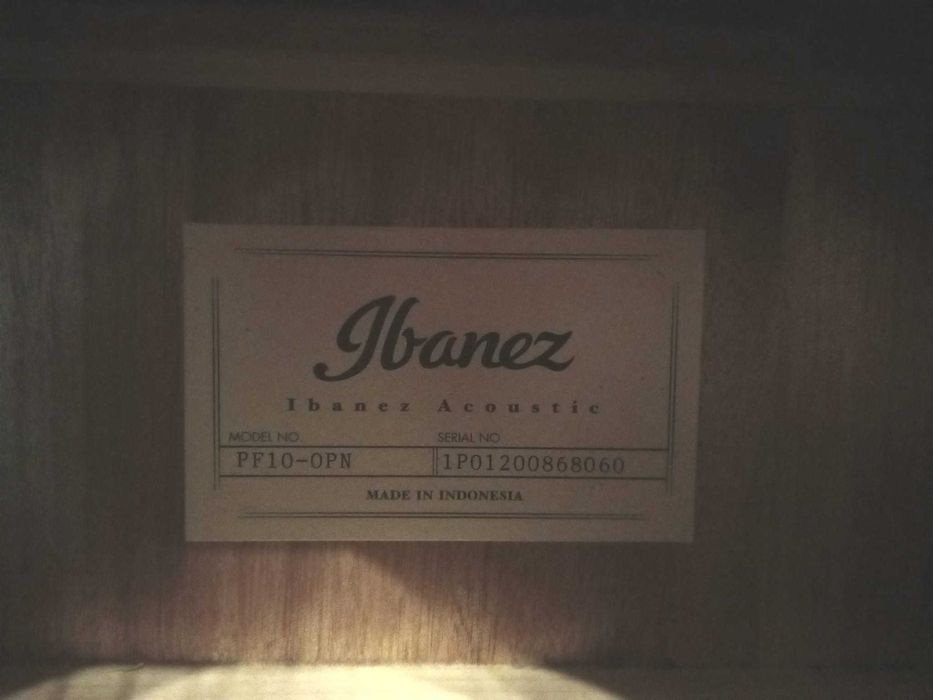 Ibanez
Ibanez Acoustic
MODEL NO. SERIAL NO
PF10-OPN 1P01200868060
MADE IN INDONESIA